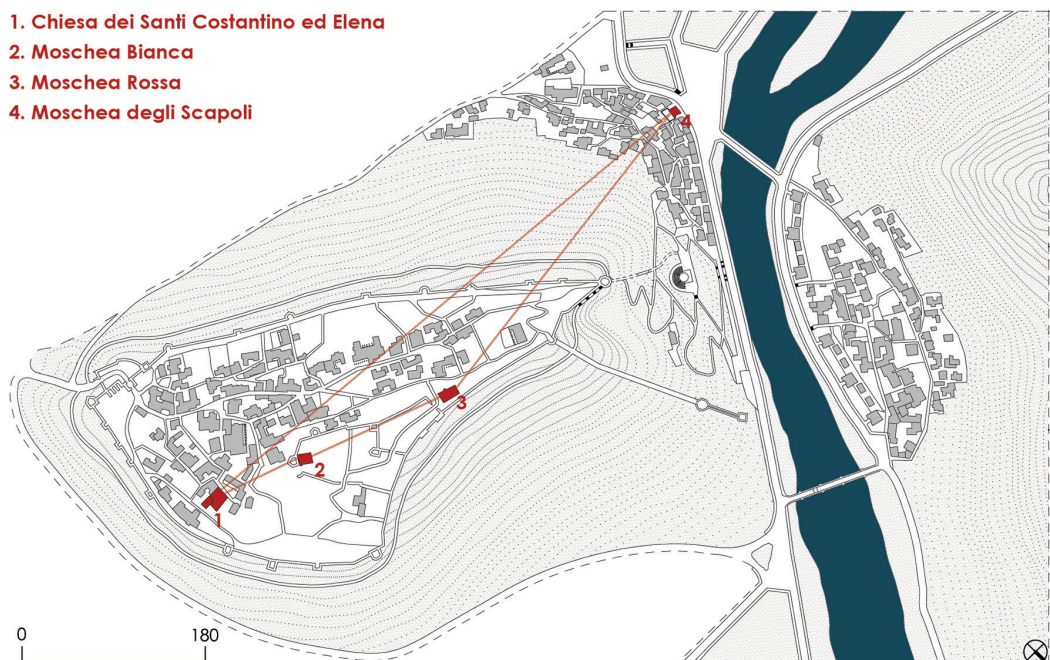 1. Chiesa dei Santi Costantino ed Elena
2. Moschea Bianca
3. Moschea Rossa
4. Moschea degli Scapoli
4
3
2
1
0 180